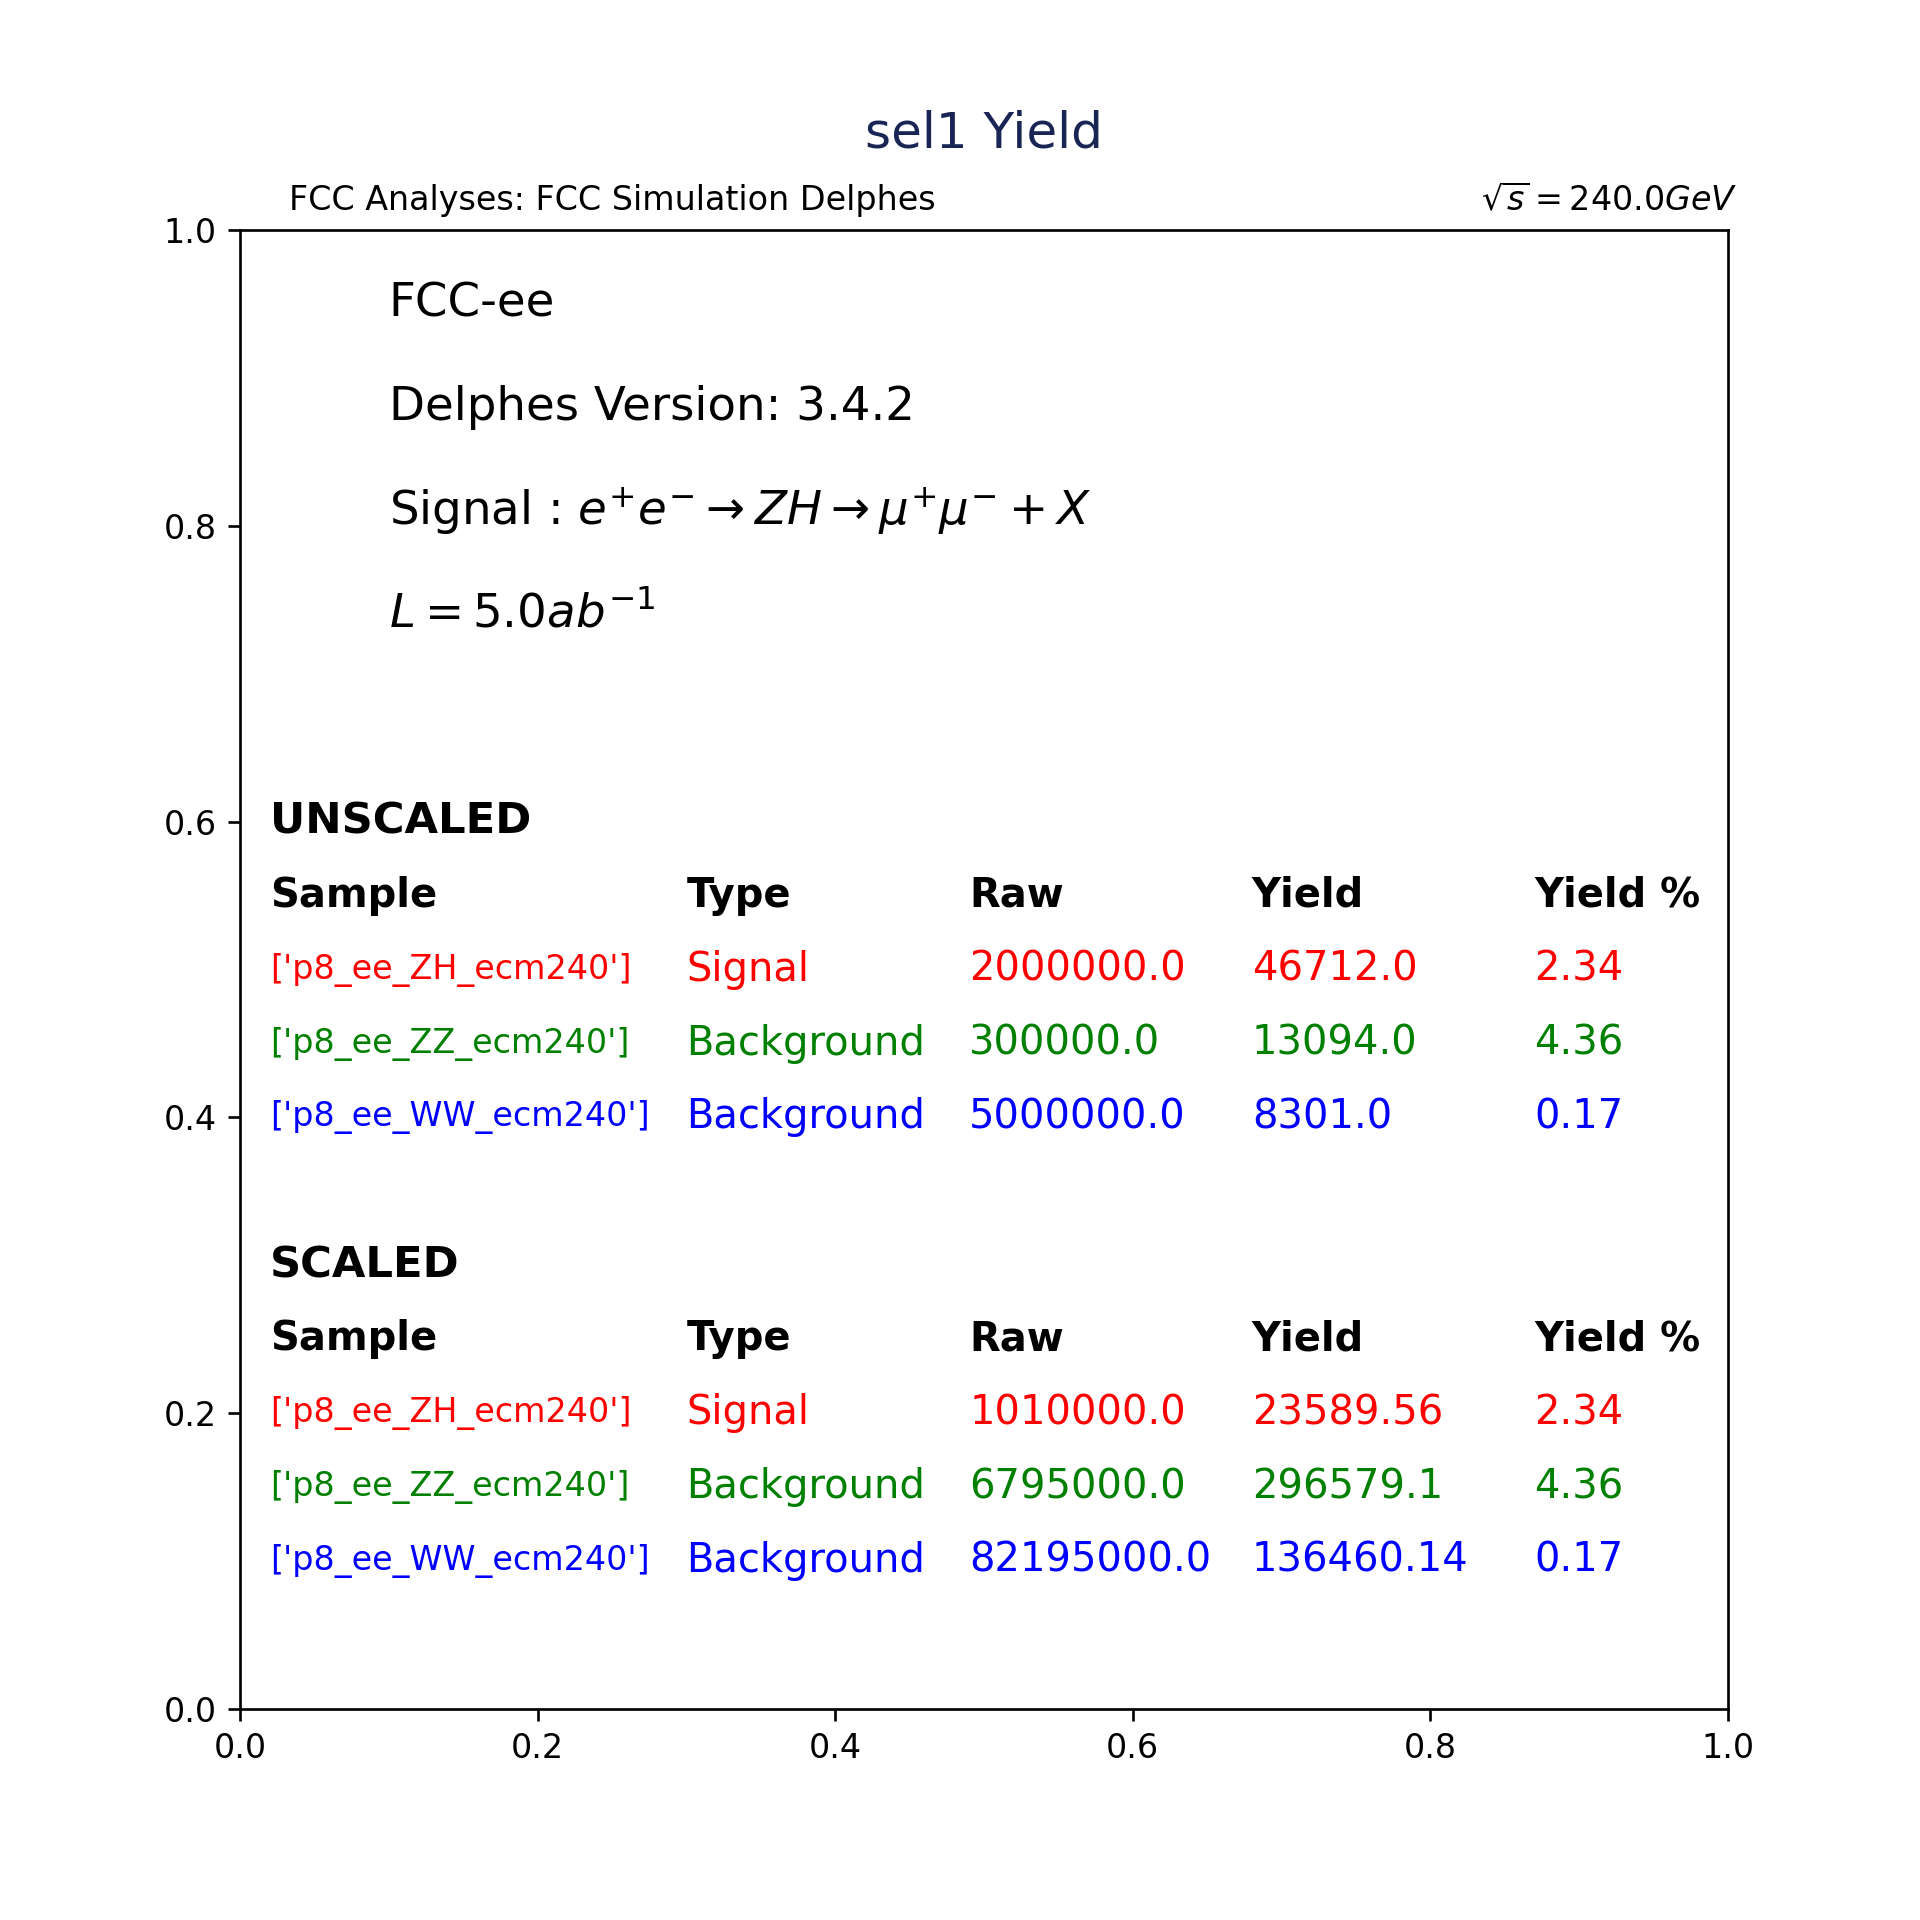 sel1 Yield
FCC Analyses: FCC Simulation Delphes √s = 240.0GeV
1.0
FCC-ee
Delphes Version: 3.4.2
Signal : e⁺e⁻ → ZH → μ⁺μ⁻ + X
0.8
L = 5.0ab⁻¹
UNSCALED
0.6
Sample Type Raw Yield Yield %
['p8_ee_ZH_ecm240'] Signal 2000000.0 46712.0 2.34
['p8_ee_ZZ_ecm240'] Background 300000.0 13094.0 4.36
0.4 ['p8_ee_WW_ecm240'] Background 5000000.0 8301.0 0.17
SCALED
Sample Type Raw Yield Yield %
0.2 ['p8_ee_ZH_ecm240'] Signal 1010000.0 23589.56 2.34
['p8_ee_ZZ_ecm240'] Background 6795000.0 296579.1 4.36
['p8_ee_WW_ecm240'] Background 82195000.0 136460.14 0.17
0.0
0.0 0.2 0.4 0.6 0.8 1.0